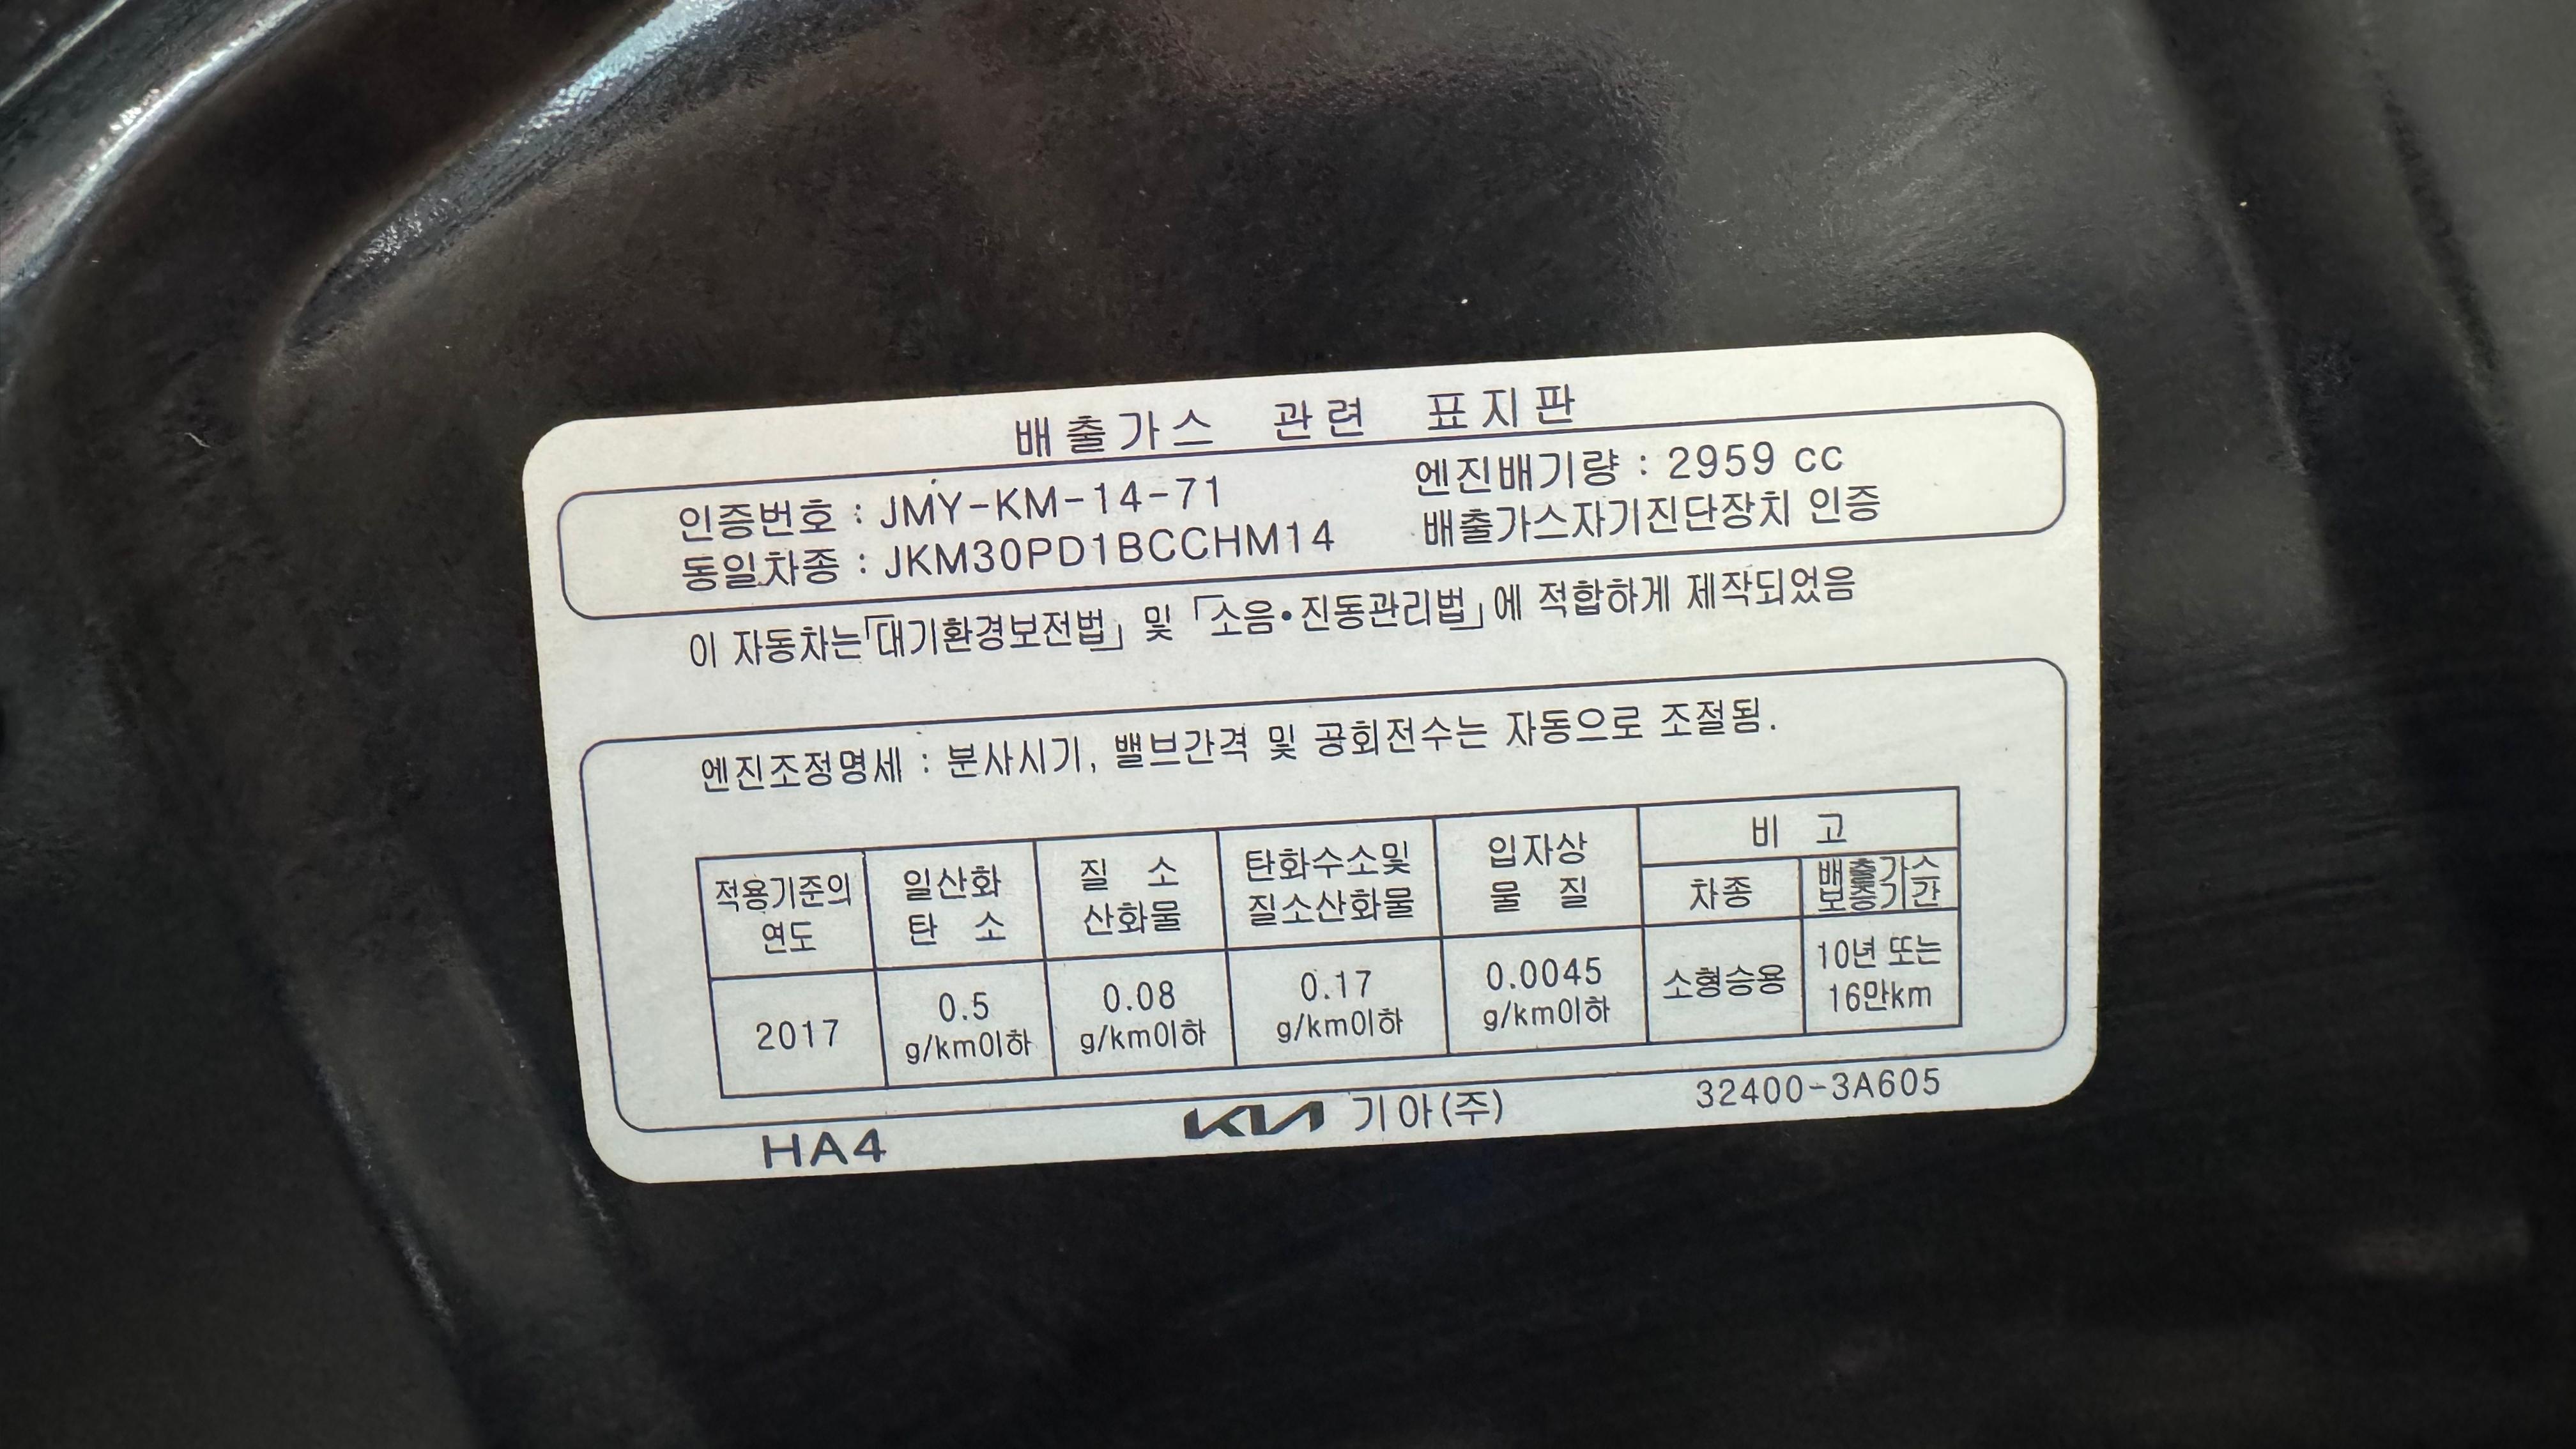 배출가스 관련 표지판
인증번호 : JMY-KM-14-71 엔진배기량 : 2959 cc
동일차종 : JKM30PD1BCCHM14 배출가스자기진단장치 인증
이 자동차는「대기환경보전법」 및 「소음•진동관리법」에 적합하게 제작되었음
엔진조정명세 : 분사시기, 밸브간격 및 공회전수는 자동으로 조절됨.
적용기준의
연도
일산화
탄 소
질 소
산화물
탄화수소및
질소산화물
입자상
물 질
비 고
차종
배출가스
보증기간
2017
0.5
g/km이하
0.08
g/km이하
0.17
g/km이하
0.0045
g/km이하
소형승용
10년 또는
16만km
HA4
KIA 기아(주)
32400-3A605